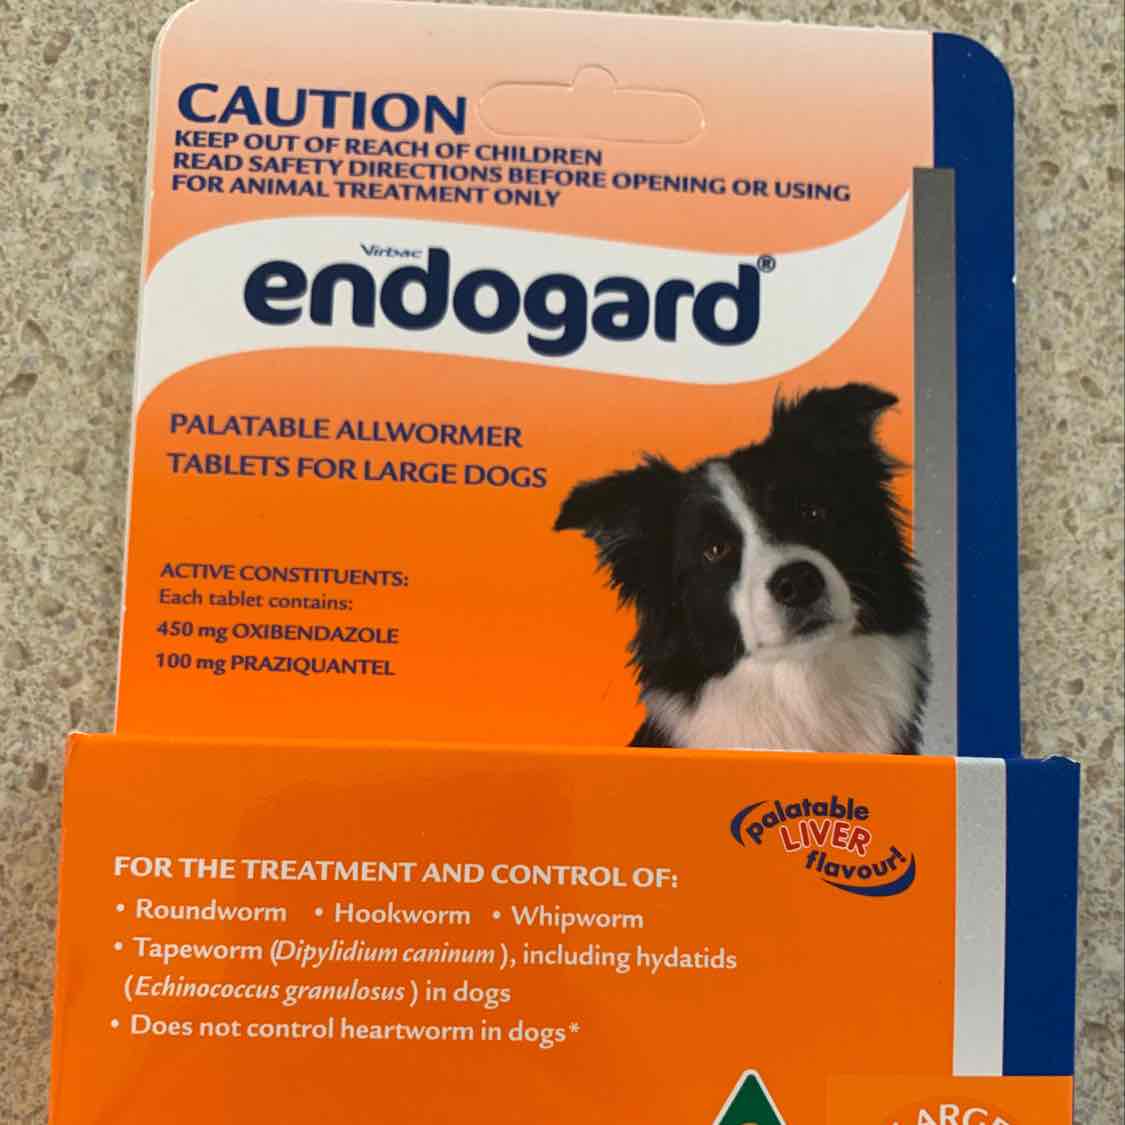 CAUTION
KEEP OUT OF REACH OF CHILDREN
READ SAFETY DIRECTIONS BEFORE OPENING OR USING
FOR ANIMAL TREATMENT ONLY
Virbac
endogard®
PALATABLE ALLWORMER
TABLETS FOR LARGE DOGS
ACTIVE CONSTITUENTS:
Each tablet contains:
450 mg OXIBENDAZOLE
100 mg PRAZIQUANTEL
palatable
LIVER
flavour!
FOR THE TREATMENT AND CONTROL OF:
• Roundworm • Hookworm • Whipworm
• Tapeworm (Dipylidium caninum), including hydatids
(Echinococcus granulosus) in dogs
• Does not control heartworm in dogs*